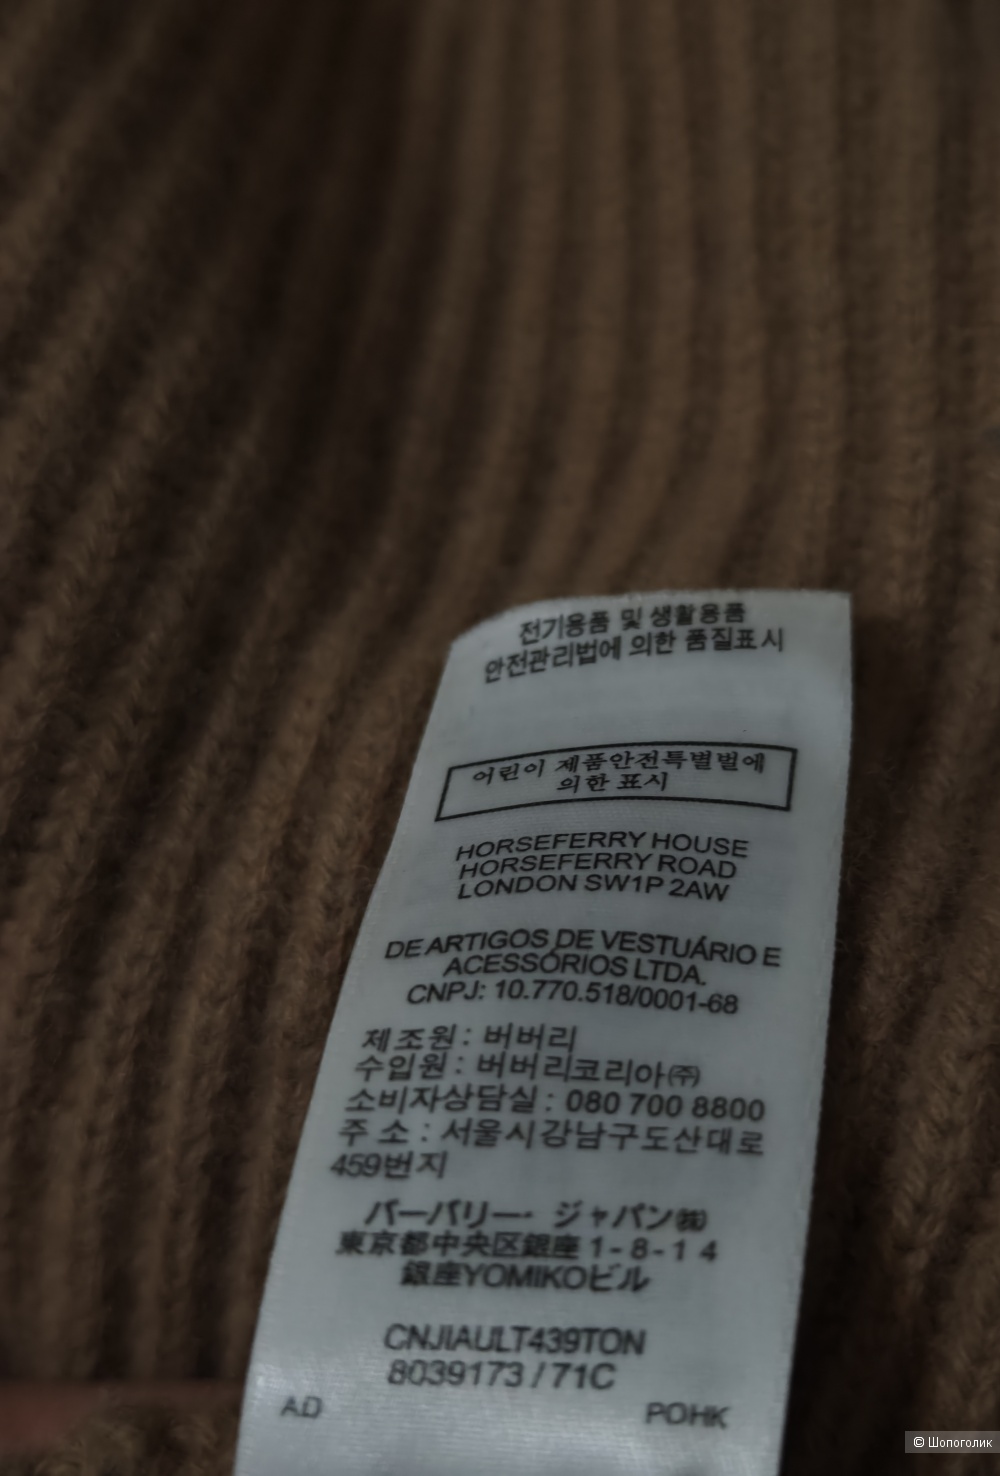 전기용품 및 생활용품
안전관리법에 의한 품질표시
어린이 제품안전특별법에
의한 표시
HORSEFERRY HOUSE
HORSEFERRY ROAD
LONDON SW1P 2AW
DE ARTIGOS DE VESTUÁRIO E
ACESSÓRIOS LTDA.
CNPJ: 10.770.518/0001-68
제조원 : 버버리
수입원 : 버버리코리아㈜
소비자상담실 : 080 700 8800
주 소 : 서울시강남구도산대로
459번지
バーバリー・ジャパン㈱
東京都中央区銀座 1-8-14
銀座YOMIKOビル
CNJIAULT439TON
8039173 / 71C
AD POHK
© Шопоголик